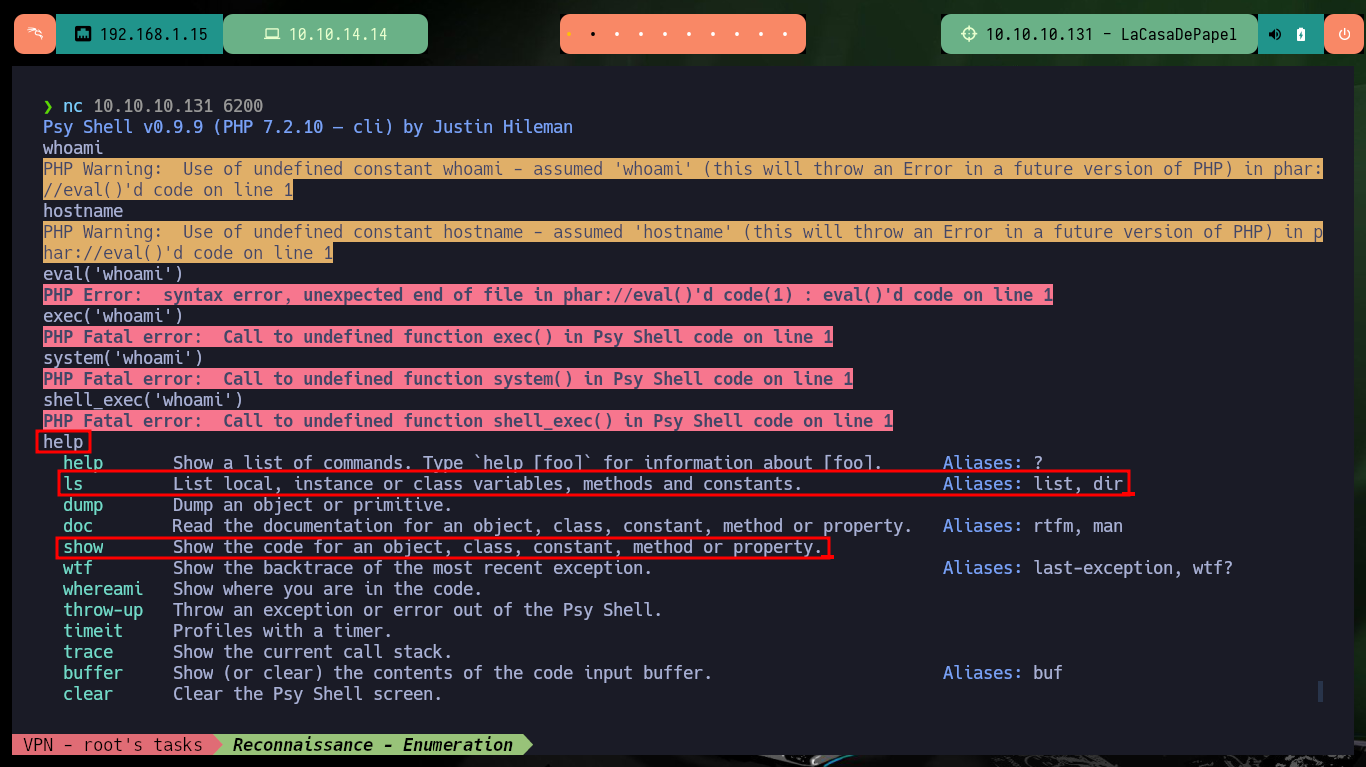 192.168.1.15
10.10.14.14
10.10.10.131 - LaCasaDePapel
❯ nc 10.10.10.131 6200
Psy Shell v0.9.9 (PHP 7.2.10 — cli) by Justin Hileman
whoami
PHP Warning:  Use of undefined constant whoami - assumed 'whoami' (this will throw an Error in a future version of PHP) in phar:
//eval()'d code on line 1
hostname
PHP Warning:  Use of undefined constant hostname - assumed 'hostname' (this will throw an Error in a future version of PHP) in p
har://eval()'d code on line 1
eval('whoami')
PHP Error:  syntax error, unexpected end of file in phar://eval()'d code(1) : eval()'d code on line 1
exec('whoami')
PHP Fatal error:  Call to undefined function exec() in Psy Shell code on line 1
system('whoami')
PHP Fatal error:  Call to undefined function system() in Psy Shell code on line 1
shell_exec('whoami')
PHP Fatal error:  Call to undefined function shell_exec() in Psy Shell code on line 1
help
help       Show a list of commands. Type `help [foo]` for information about [foo].      Aliases: ?
ls         List local, instance or class variables, methods and constants.              Aliases: list, dir
dump       Dump an object or primitive.
doc        Read the documentation for an object, class, constant, method or property.   Aliases: rtfm, man
show       Show the code for an object, class, constant, method or property.
wtf        Show the backtrace of the most recent exception.                             Aliases: last-exception, wtf?
whereami   Show where you are in the code.
throw-up   Throw an exception or error out of the Psy Shell.
timeit     Profiles with a timer.
trace      Show the current call stack.
buffer     Show (or clear) the contents of the code input buffer.                       Aliases: buf
clear      Clear the Psy Shell screen.
VPN - root's tasks Reconnaissance - Enumeration